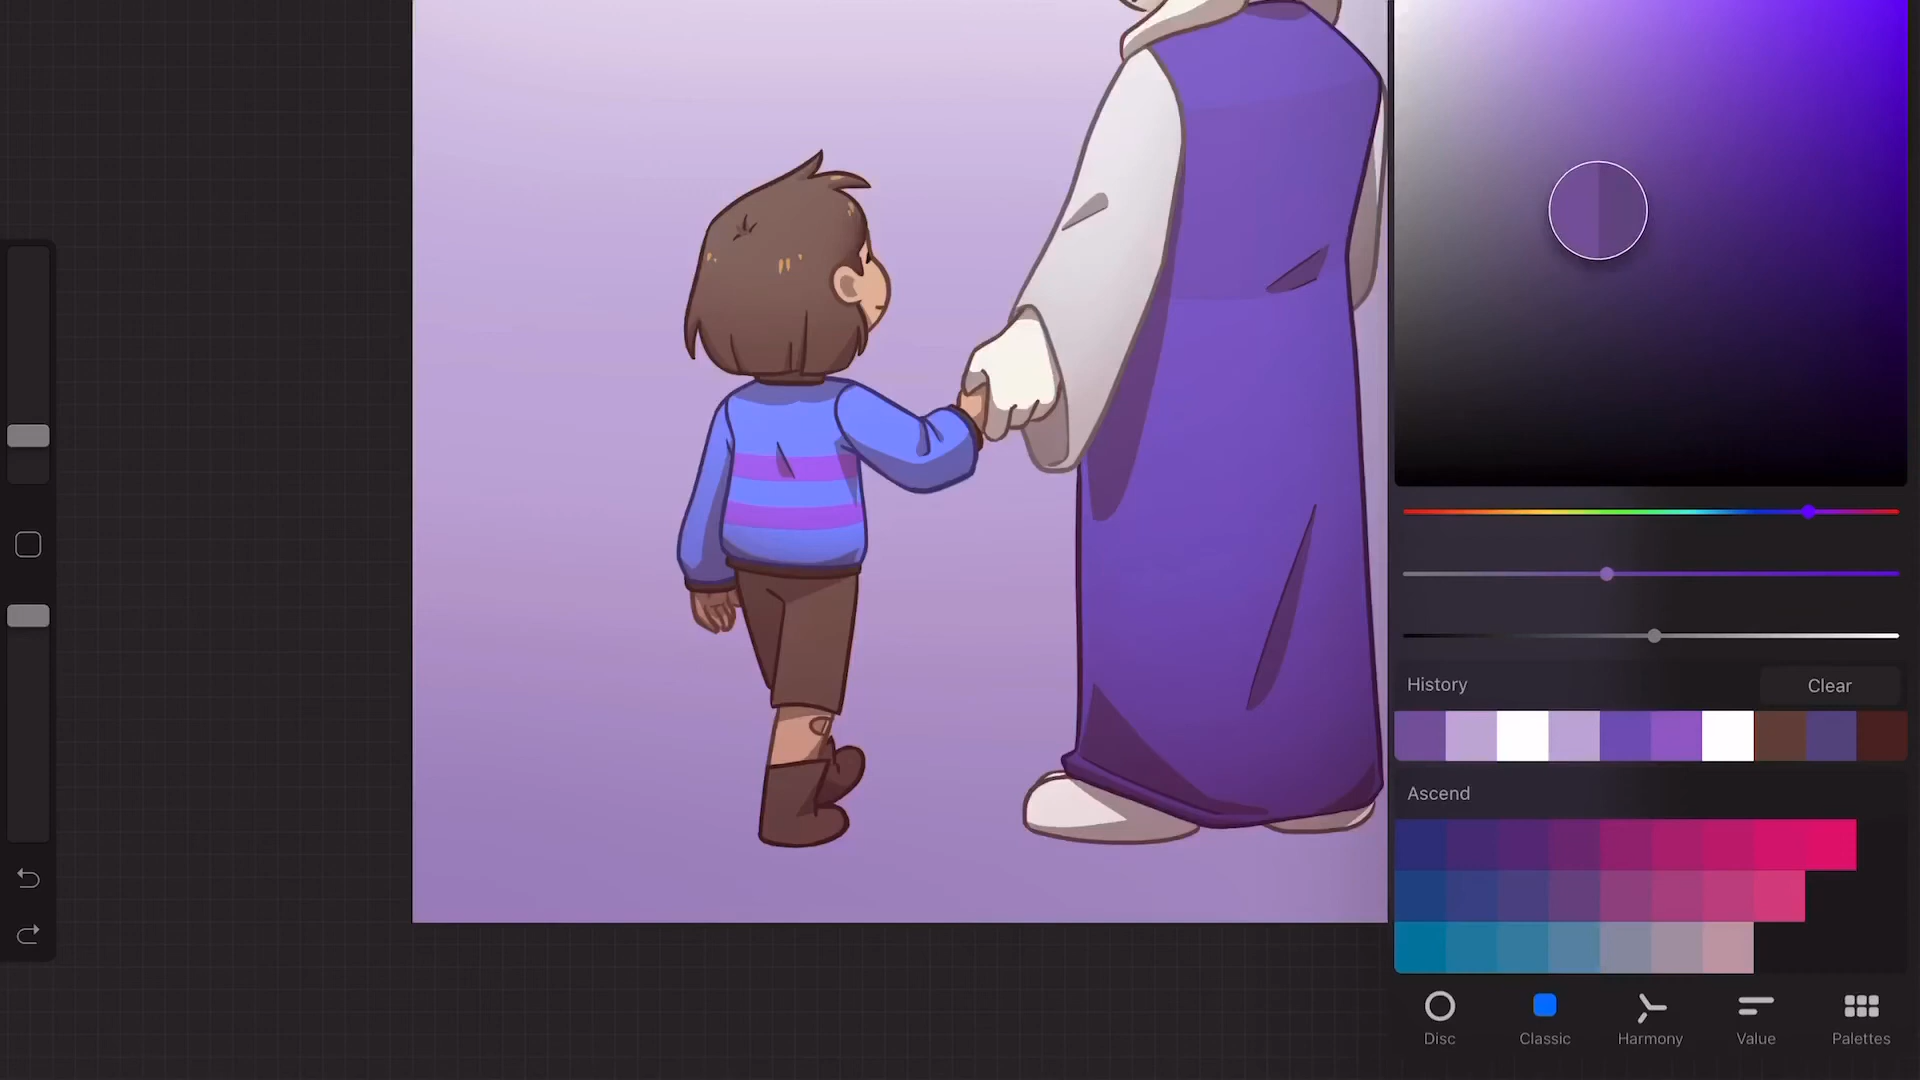 History
Clear
Ascend
Disc
Classic
Harmony
Value
Palettes